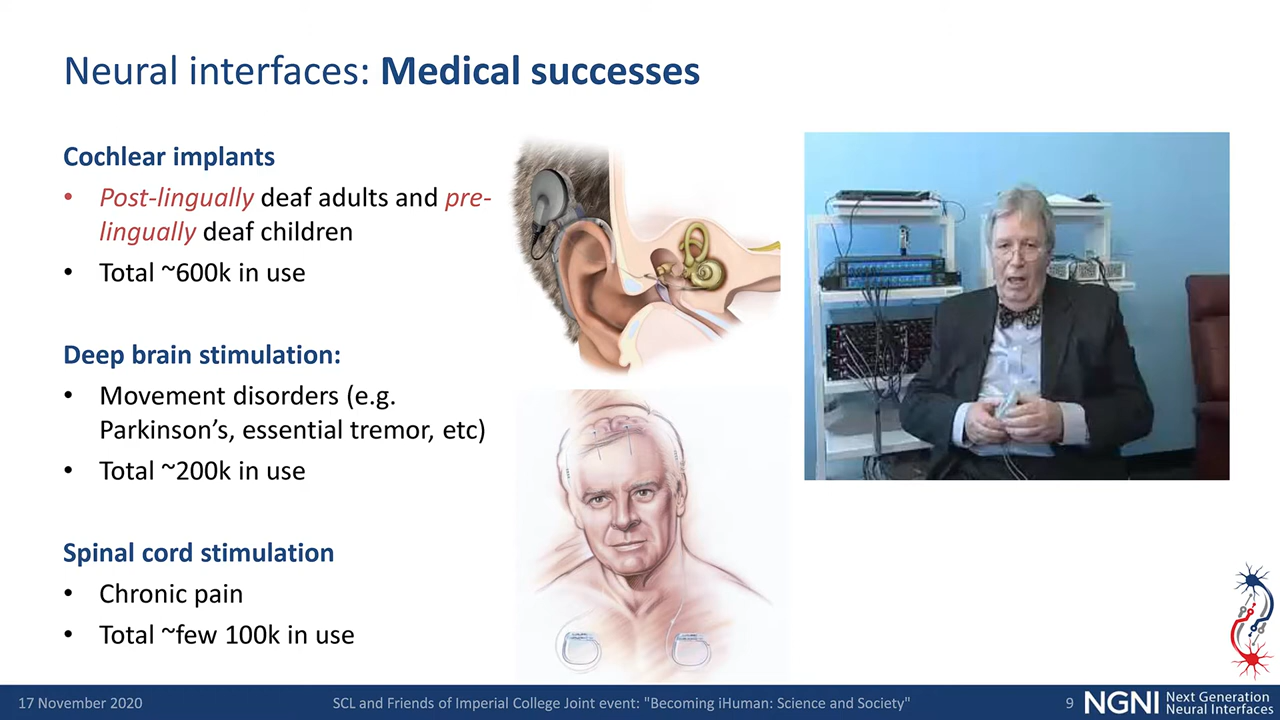 Neural interfaces: Medical successes
Cochlear implants
• Post-lingually deaf adults and pre-
lingually deaf children
• Total ~600k in use
Deep brain stimulation:
• Movement disorders (e.g.
Parkinson’s, essential tremor, etc)
• Total ~200k in use
Spinal cord stimulation
• Chronic pain
• Total ~few 100k in use
17 November 2020
SCL and Friends of Imperial College Joint event: "Becoming iHuman: Science and Society"
9
NGNI
Next Generation
Neural Interfaces